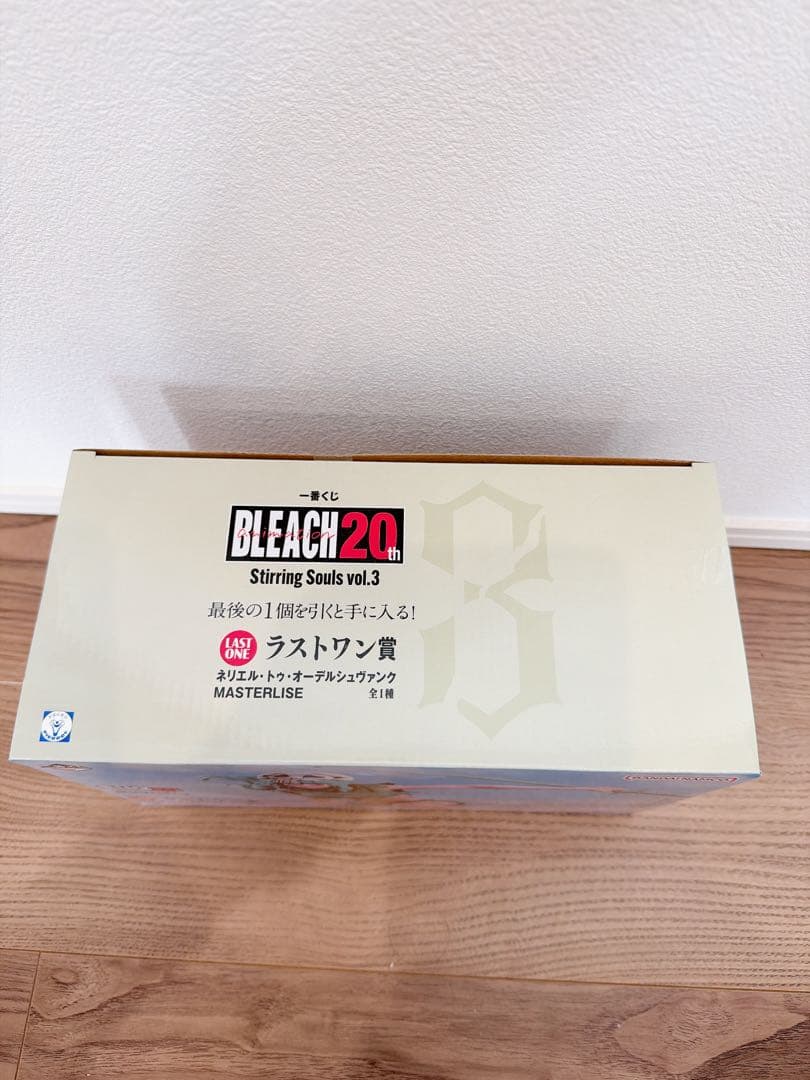 一番くじ
BLEACH 20th
animation
Stirring Souls vol.3
最後の1個を引くと手に入る!
LAST ONE ラストワン賞
ネリエル・トゥ・オーデルシュヴァンク
MASTERLISE 全1種
BANDAI NAMCO